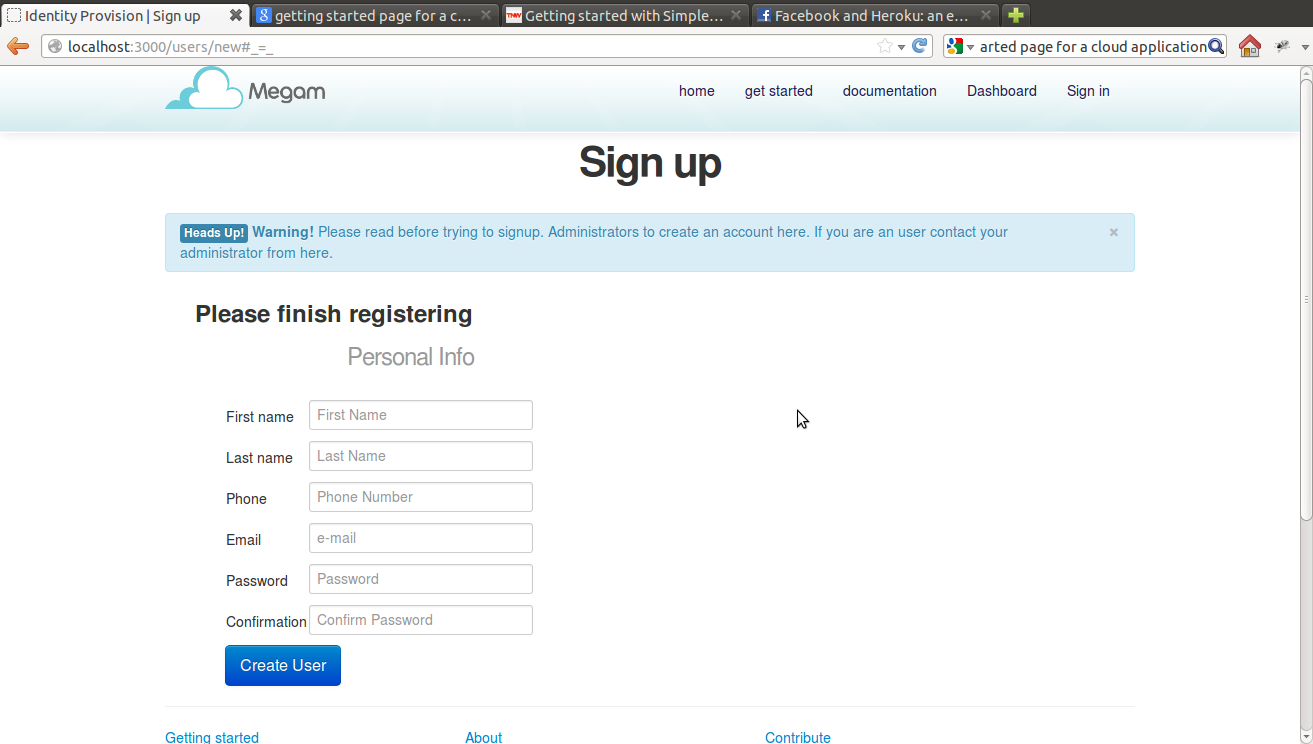 Identity Provision | Sign up
getting started page for a c...
Getting started with Simple...
Facebook and Heroku: an e...
localhost:3000/users/new#_=_
arted page for a cloud application
Megam
home get started documentation Dashboard Sign in
Sign up
Heads Up! Warning! Please read before trying to signup. Administrators to create an account here. If you are an user contact your
administrator from here.
×
Please finish registering
Personal Info
First name First Name
Last name Last Name
Phone Phone Number
Email e-mail
Password Password
Confirmation Confirm Password
Create User
Getting started About Contribute